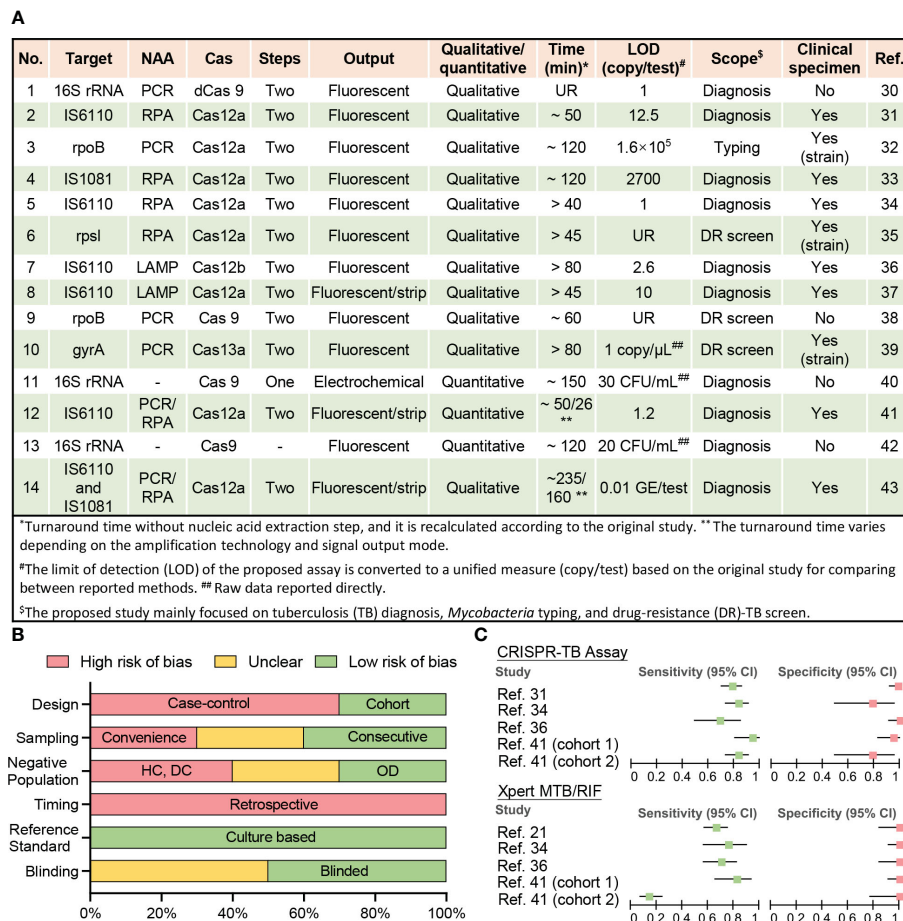 A
No. Target NAA Cas Steps Output Qualitative/quantitative Time (min)* LOD (copy/test)# Scope$ Clinical specimen Ref.
1 16S rRNA PCR dCas 9 Two Fluorescent Qualitative UR 1 Diagnosis No 30
2 IS6110 RPA Cas12a Two Fluorescent Qualitative ~ 50 12.5 Diagnosis Yes 31
3 rpoB PCR Cas12a Two Fluorescent Qualitative ~ 120 1.6×10⁵ Typing Yes (strain) 32
4 IS1081 RPA Cas12a Two Fluorescent Qualitative ~ 120 2700 Diagnosis Yes 33
5 IS6110 RPA Cas12a Two Fluorescent Qualitative > 40 1 Diagnosis Yes 34
6 rpsl RPA Cas12a Two Fluorescent Qualitative > 45 UR DR screen Yes (strain) 35
7 IS6110 LAMP Cas12b Two Fluorescent Qualitative > 80 2.6 Diagnosis Yes 36
8 IS6110 LAMP Cas12a Two Fluorescent/strip Qualitative > 45 10 Diagnosis Yes 37
9 rpoB PCR Cas 9 Two Fluorescent Qualitative ~ 60 UR DR screen No 38
10 gyrA PCR Cas13a Two Fluorescent Qualitative > 80 1 copy/µL## DR screen Yes (strain) 39
11 16S rRNA - Cas 9 One Electrochemical Quantitative ~ 150 30 CFU/mL## Diagnosis No 40
12 IS6110 PCR/RPA Cas12a Two Fluorescent/strip Qualitative ~ 50/26 ** 1.2 Diagnosis Yes 41
13 16S rRNA - Cas9 - Fluorescent Quantitative ~ 120 20 CFU/mL## Diagnosis No 42
14 IS6110 and IS1081 PCR/RPA Cas12a Two Fluorescent/strip Qualitative ~235/160 ** 0.01 GE/test Diagnosis Yes 43
*Turnaround time without nucleic acid extraction step, and it is recalculated according to the original study. ** The turnaround time varies
depending on the amplification technology and signal output mode.
#The limit of detection (LOD) of the proposed assay is converted to a unified measure (copy/test) based on the original study for comparing
between reported methods. ## Raw data reported directly.
$The proposed study mainly focused on tuberculosis (TB) diagnosis, Mycobacteria typing, and drug-resistance (DR)-TB screen.
B
High risk of bias Unclear Low risk of bias
Design Case-control Cohort
Sampling Convenience Consecutive
Negative Population HC, DC OD
Timing Retrospective
Reference Standard Culture based
Blinding Blinded
0% 20% 40% 60% 80% 100%
C
CRISPR-TB Assay
Study Sensitivity (95% CI) Specificity (95% CI)
Ref. 31
Ref. 34
Ref. 36
Ref. 41 (cohort 1)
Ref. 41 (cohort 2)
0 0.2 0.4 0.6 0.8 1 0 0.2 0.4 0.6 0.8 1
Xpert MTB/RIF
Study Sensitivity (95% CI) Specificity (95% CI)
Ref. 21
Ref. 34
Ref. 36
Ref. 41 (cohort 1)
Ref. 41 (cohort 2)
0 0.2 0.4 0.6 0.8 1 0 0.2 0.4 0.6 0.8 1